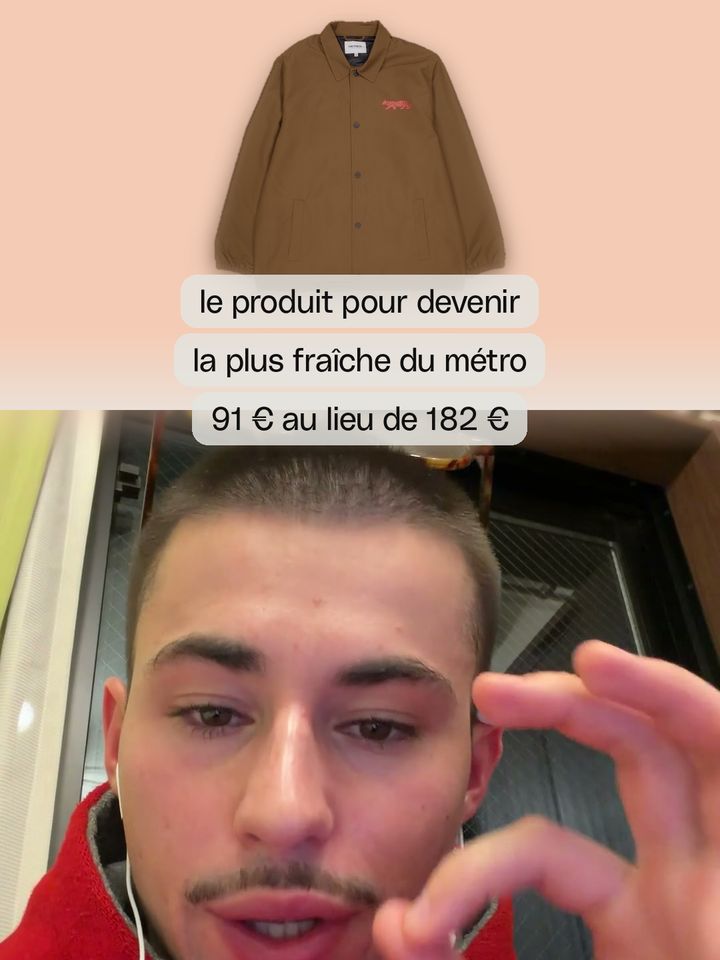 le produit pour devenir
la plus fraîche du métro
91 € au lieu de 182 €